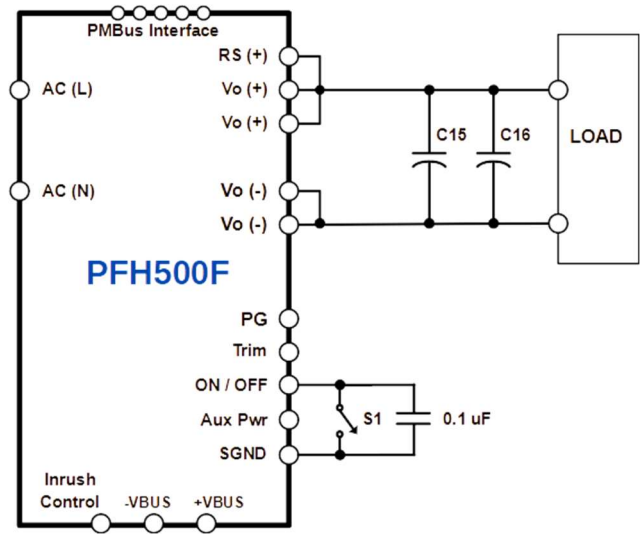 PMBus Interface
RS (+)
AC (L)
Vo (+)
Vo (+)
C15
C16
LOAD
AC (N)
Vo (-)
Vo (-)
PFH500F
PG
Trim
ON / OFF
Aux Pwr
S1
0.1 uF
SGND
Inrush
Control
-VBUS
+VBUS